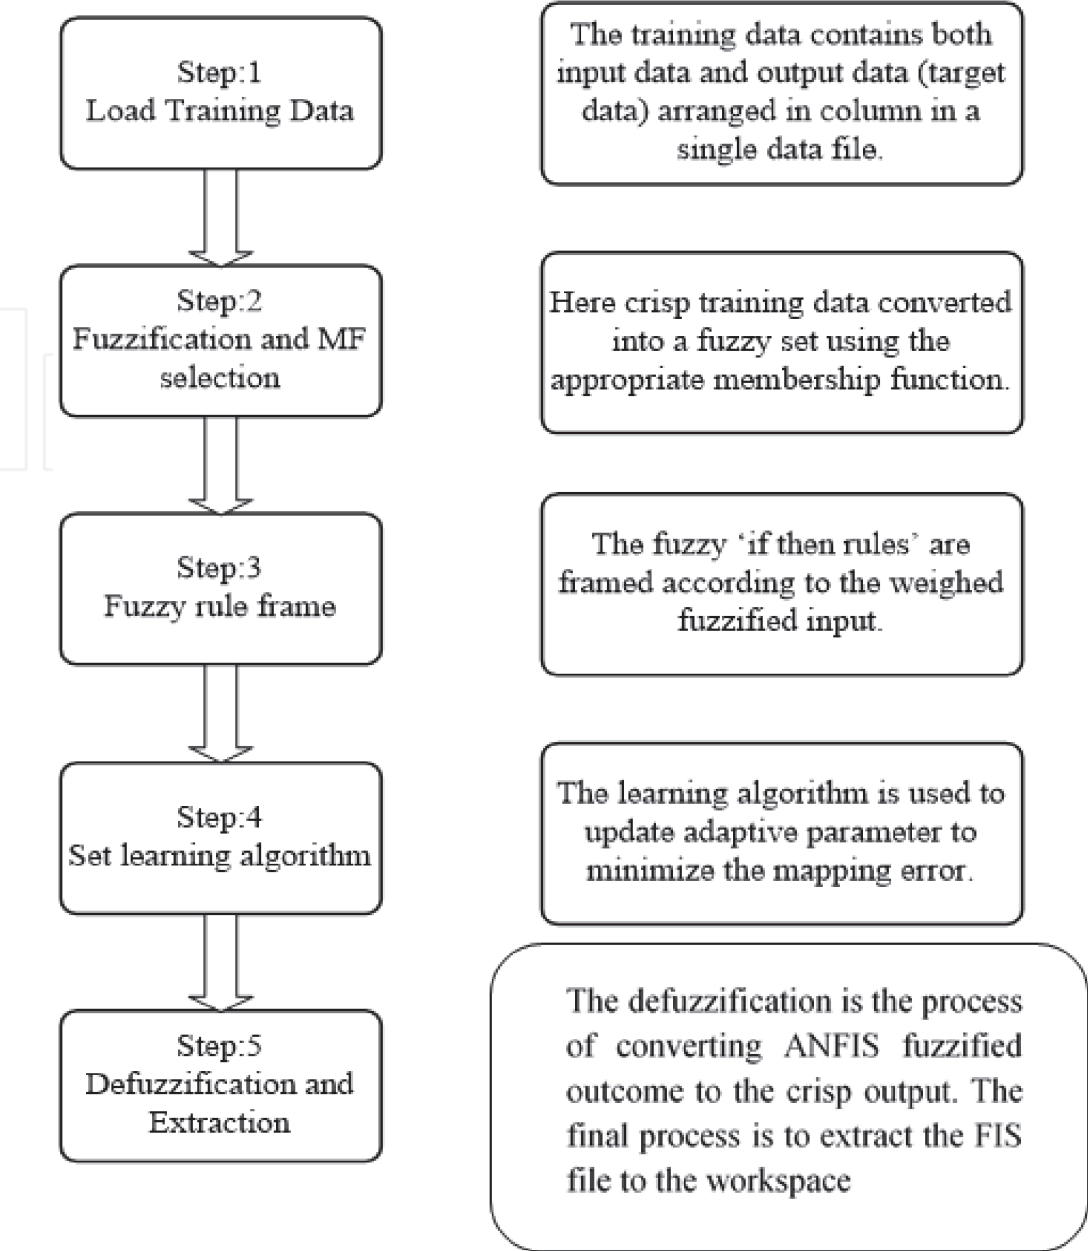 Step:1
Load Training Data
The training data contains both
input data and output data (target
data) arranged in column in a
single data file.
Step:2
Fuzzification and MF
selection
Here crisp training data converted
into a fuzzy set using the
appropriate membership function.
Step:3
Fuzzy rule frame
The fuzzy ‘if then rules’ are
framed according to the weighed
fuzzified input.
Step:4
Set learning algorithm
The learning algorithm is used to
update adaptive parameter to
minimize the mapping error.
Step:5
Defuzzification and
Extraction
The defuzzification is the process
of converting ANFIS fuzzified
outcome to the crisp output. The
final process is to extract the FIS
file to the workspace